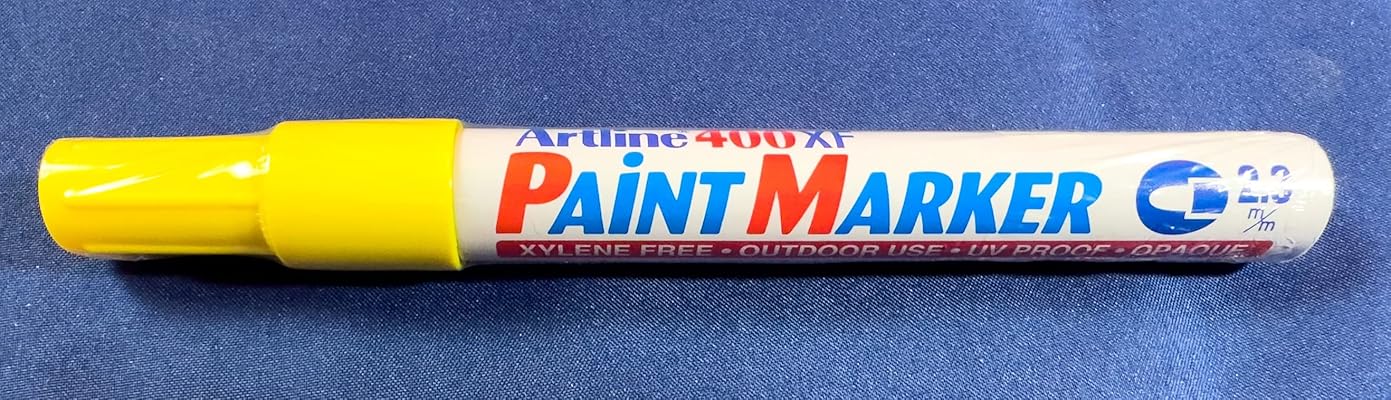 Artline 400 XF
PAINT MARKER
2.3
m/m
XYLENE FREE • OUTDOOR USE • UV PROOF • OPAQUE